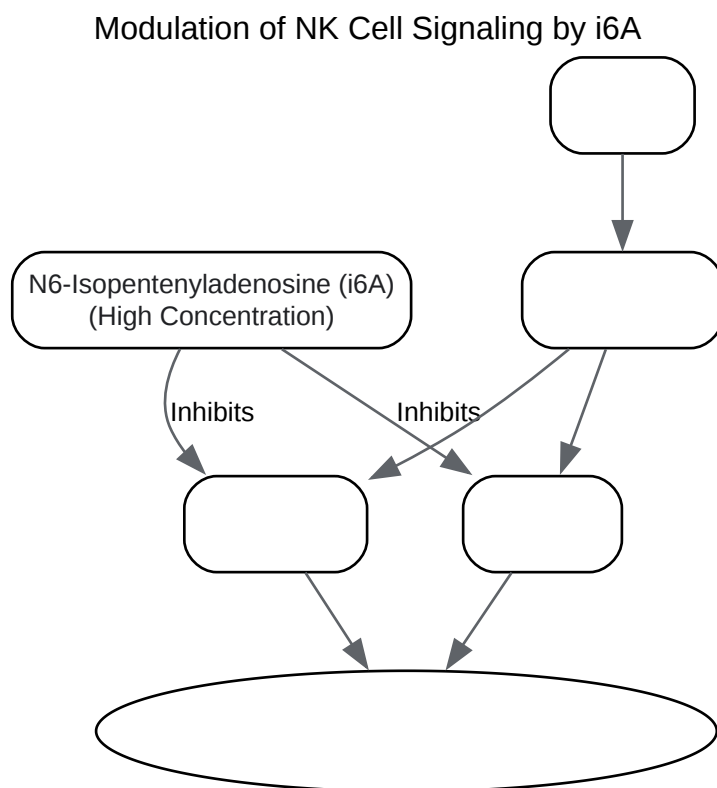 Modulation of NK Cell Signaling by i6A
N6-Isopentenyladenosine (i6A)
(High Concentration)
Inhibits
Inhibits